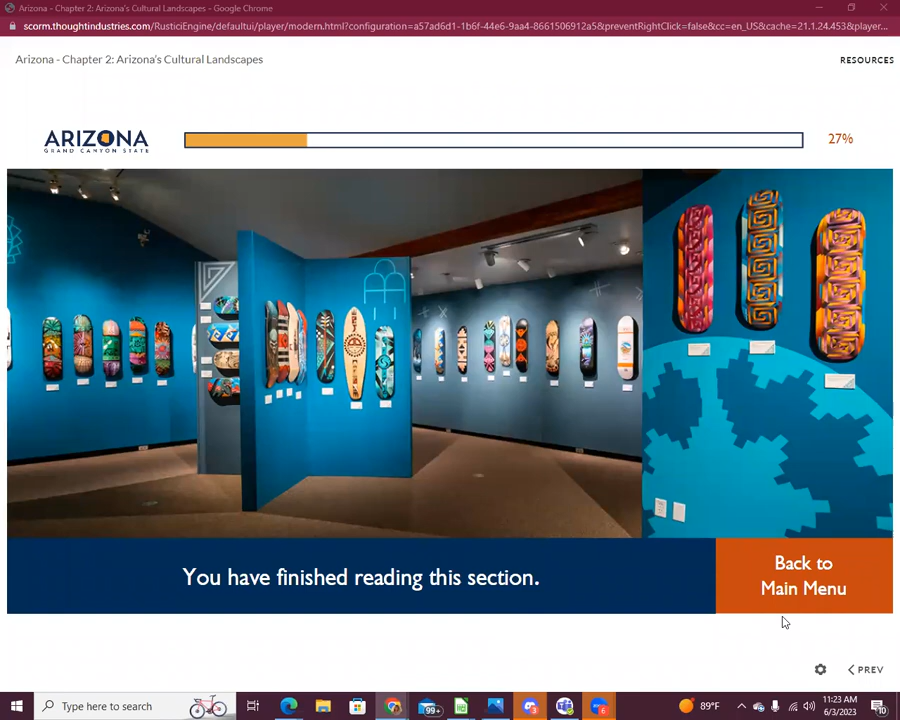 Arizona - Chapter 2: Arizona's Cultural Landscapes - Google Chrome
scorm.thoughtindustries.com/RusticiEngine/defaultui/player/modern.html?configuration=a57ad6d1-1b6f-44e6-9aa4-8661506912a5&preventRightClick=false&cc=en_US&cache=21.1.24.453&player...
Arizona - Chapter 2: Arizona's Cultural Landscapes
RESOURCES
ARIZONA
GRAND CANYON STATE
27%
You have finished reading this section.
Back to
Main Menu
PREV
Type here to search
99+
6
89°F
11:23 AM
6/3/2023
10